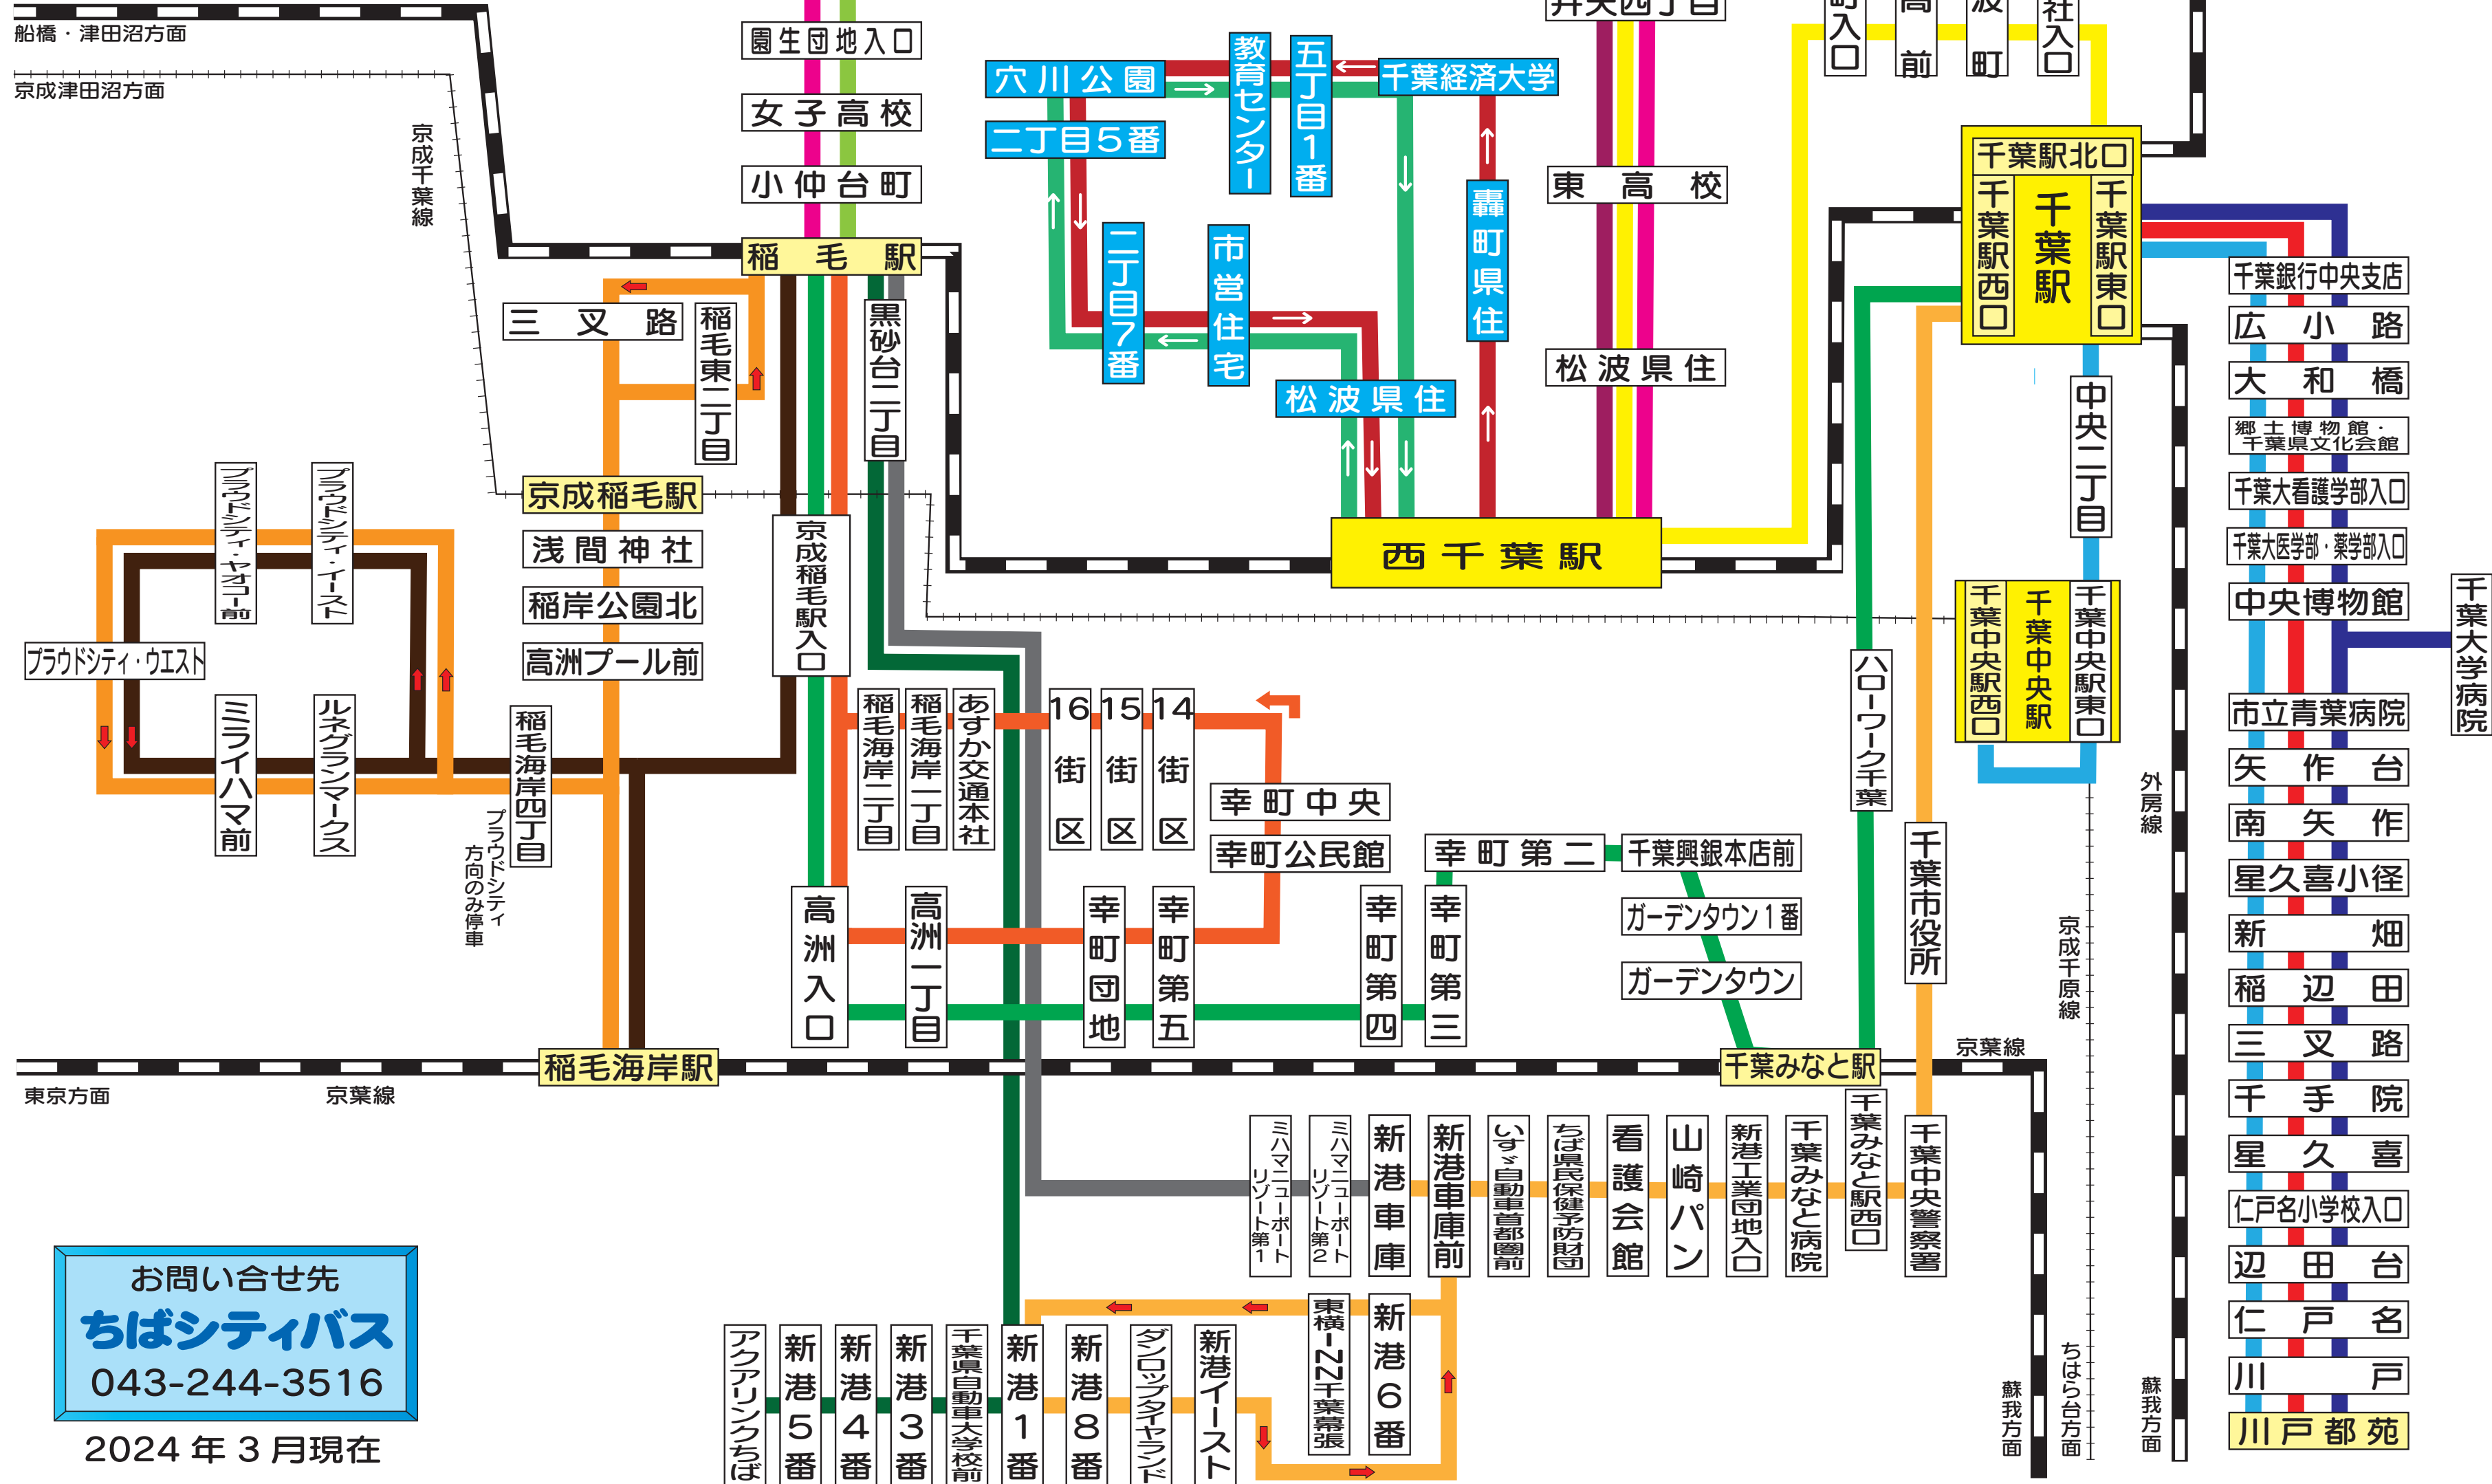 船橋・津田沼方面
京成津田沼方面
京成千葉線
園生団地入口
女子高校
小仲台町
稲毛駅
三叉路
稲毛東二丁目
黒砂台二丁目
京成稲毛駅
浅間神社
稲岸公園北
高洲プール前
京成稲毛駅入口
プラウドシティ・ヤオコー前
プラウドシティ・イースト
プラウドシティ・ウエスト
ミライハマ前
ルネグランマークス
稲毛海岸四丁目
プラウドシティ
方向のみ停車
穴川公園
二丁目5番
教育センター
五丁目1番
千葉経済大学
二丁目7番
市営住宅
轟町県住
松波県住
西千葉駅
東高校
松波県住
町入口
高前
波町
社入口
千葉駅北口
千葉駅西口
千葉駅
千葉駅東口
中央二丁目
千葉中央駅西口
千葉中央駅
千葉中央駅東口
千葉銀行中央支店
広小路
大和橋
郷土博物館・
千葉県文化会館
千葉大看護学部入口
千葉大医学部・薬学部入口
中央博物館
千葉大学病院
市立青葉病院
矢作台
南矢作
星久喜小径
新畑
稲辺田
三叉路
千手院
星久喜
仁戸名小学校入口
辺田台
仁戸名
川戸
川戸都苑
外房線
京成千原線
蘇我方面
ちはら台方面
蘇我方面
稲毛海岸二丁目
稲毛海岸一丁目
あすか交通本社
16街区
15街区
14街区
幸町中央
幸町公民館
高洲入口
高洲一丁目
幸町団地
幸町第五
幸町第四
幸町第三
幸町第二
千葉興銀本店前
ガーデンタウン1番
ガーデンタウン
ハローワーク千葉
千葉市役所
稲毛海岸駅
千葉みなと駅
京葉線
東京方面
京葉線
ミハマニューポート
リゾート第1
ミハマニューポート
リゾート第2
新港車庫
新港車庫前
いすゞ自動車首都圏前
ちば県民保健予防財団
看護会館
山崎パン
新港工業団地入口
千葉みなと病院
千葉みなと駅西口
千葉中央警察署
東横INN千葉幕張
新港6番
アクアリンクちば
新港5番
新港4番
新港3番
千葉県自動車大学校前
新港1番
新港8番
ダンロップタイヤランド
新港イースト
お問い合せ先
ちばシティバス
043-244-3516
2024年3月現在